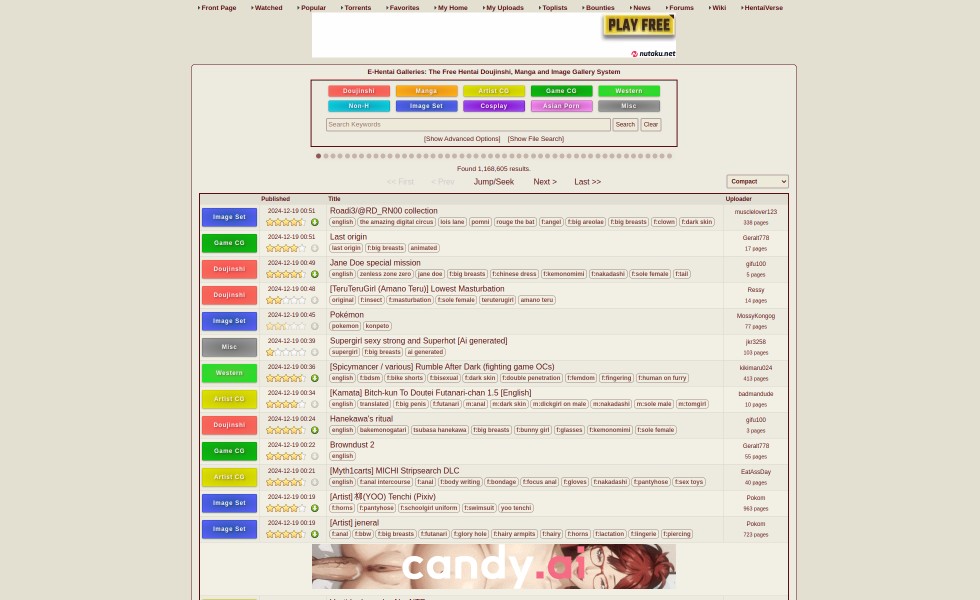 Front Page Watched Popular Torrents Favorites My Home My Uploads Toplists Bounties News Forums Wiki HentaiVerse
PLAY FREE
nutaku.net
E-Hentai Galleries: The Free Hentai Doujinshi, Manga and Image Gallery System
Doujinshi Manga Artist CG Game CG Western
Non-H Image Set Cosplay Asian Porn Misc
Search Keywords Search Clear
[Show Advanced Options] [Show File Search]
Found 1,168,605 results.
<< First < Prev Jump/Seek Next > Last >> Compact
Published Title Uploader
Image Set 2024-12-19 00:51 Roadi3/@RD_RN00 collection musclelover123
english the amazing digital circus lois lane pomni rouge the bat f:angel f:big areolae f:big breasts f:clown f:dark skin 338 pages
Game CG 2024-12-19 00:51 Last origin Geralt778
last origin f:big breasts animated 17 pages
Doujinshi 2024-12-19 00:49 Jane Doe special mission gifu100
english zenless zone zero jane doe f:big breasts f:chinese dress f:kemonomimi f:nakadashi f:sole female f:tail 5 pages
Doujinshi 2024-12-19 00:48 [TeruTeruGirl (Amano Teru)] Lowest Masturbation Ressy
original f:insect f:masturbation f:sole female teruterugirl amano teru 14 pages
Image Set 2024-12-19 00:45 Pokémon MossyKongog
pokemon konpeto 77 pages
Misc 2024-12-19 00:39 Supergirl sexy strong and Superhot [Ai generated] jkr3258
supergirl f:big breasts ai generated 103 pages
Western 2024-12-19 00:36 [Spicymancer / various] Rumble After Dark (fighting game OCs) kikimaru024
english f:bdsm f:bike shorts f:bisexual f:dark skin f:double penetration f:femdom f:fingering f:human on furry 413 pages
Artist CG 2024-12-19 00:34 [Kamata] Bitch-kun To Doutei Futanari-chan 1.5 [English] badmandude
english translated f:big penis f:futanari m:anal m:dark skin m:dickgirl on male m:nakadashi m:sole male m:tomgirl 10 pages
Doujinshi 2024-12-19 00:24 Hanekawa's ritual gifu100
english bakemonogatari tsubasa hanekawa f:big breasts f:bunny girl f:glasses f:kemonomimi f:sole female 3 pages
Game CG 2024-12-19 00:22 Browndust 2 Geralt778
english 55 pages
Artist CG 2024-12-19 00:21 [Myth1carts] MICHI Stripsearch DLC EatAssDay
english f:anal intercourse f:anal f:body writing f:bondage f:focus anal f:gloves f:nakadashi f:pantyhose f:sex toys 40 pages
Image Set 2024-12-19 00:19 [Artist] 柳(YOO) Tenchi (Pixiv) Pokom
f:horns f:pantyhose f:schoolgirl uniform f:swimsuit yoo tenchi 963 pages
Image Set 2024-12-19 00:19 [Artist] jeneral Pokom
f:anal f:bbw f:big breasts f:futanari f:glory hole f:hairy armpits f:hairy f:horns f:lactation f:lingerie f:piercing 723 pages
candy.ai